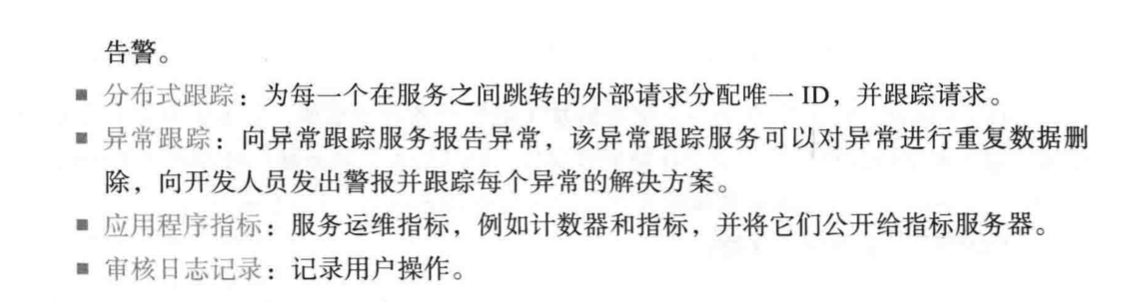 告警。
■ 分布式跟踪：为每一个在服务之间跳转的外部请求分配唯一 ID，并跟踪请求。
■ 异常跟踪：向异常跟踪服务报告异常，该异常跟踪服务可以对异常进行重复数据删
除，向开发人员发出警报并跟踪每个异常的解决方案。
■ 应用程序指标：服务运维指标，例如计数器和指标，并将它们公开给指标服务器。
■ 审核日志记录：记录用户操作。